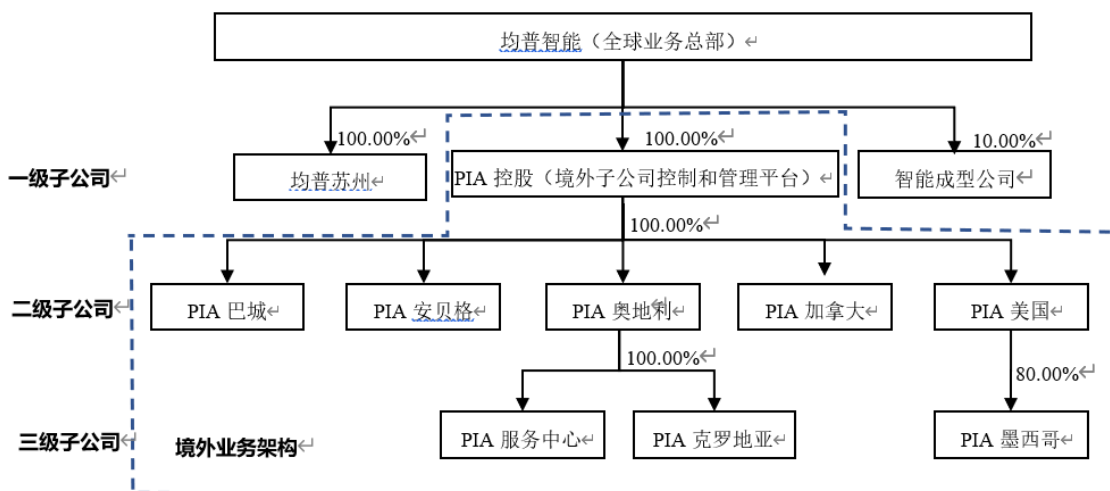 均普智能（全球业务总部）
100.00%
100.00%
10.00%
一级子公司
均普苏州
PIA 控股（境外子公司控制和管理平台）
智能成型公司
100.00%
二级子公司
PIA 巴城
PIA 安贝格
PIA 奥地利
PIA 加拿大
PIA 美国
100.00%
80.00%
三级子公司
境外业务架构
PIA 服务中心
PIA 克罗地亚
PIA 墨西哥